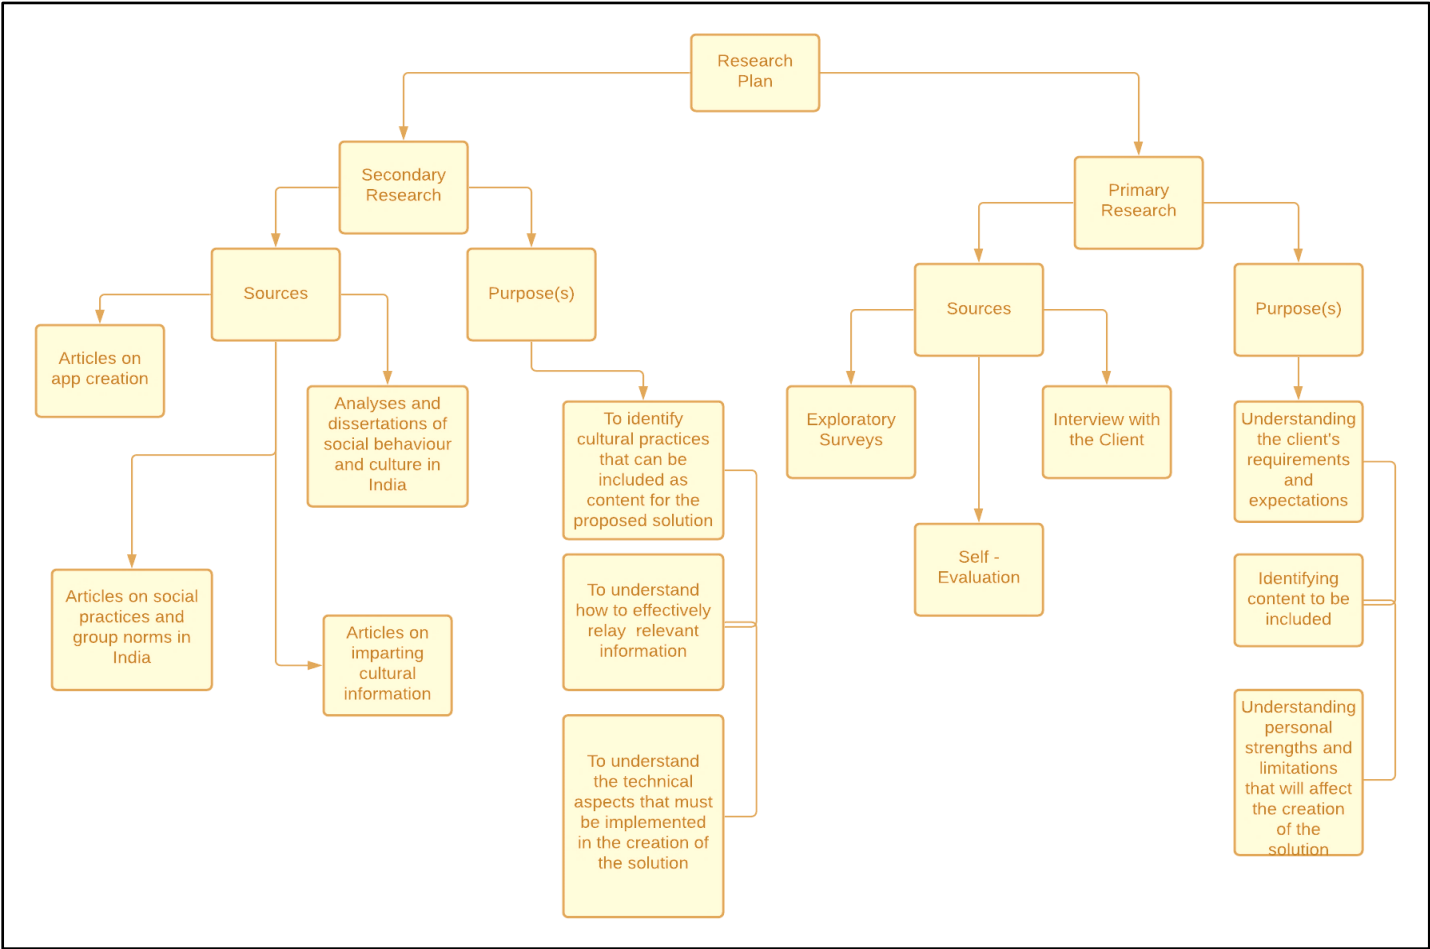 Research
Plan
Secondary
Research
Primary
Research
Sources
Purpose(s)
Sources
Purpose(s)
Articles on
app creation
Analyses and
dissertations of
social behaviour
and culture in
India
Articles on social
practices and
group norms in
India
Articles on
imparting
cultural
information
To identify
cultural practices
that can be
included as
content for the
proposed solution
To understand
how to effectively
relay relevant
information
To understand
the technical
aspects that must
be implemented
in the creation of
the solution
Exploratory
Surveys
Self -
Evaluation
Interview with
the Client
Understanding
the client's
requirements
and
expectations
Identifying
content to be
included
Understanding
personal
strengths and
limitations
that will affect
the creation
of the
solution